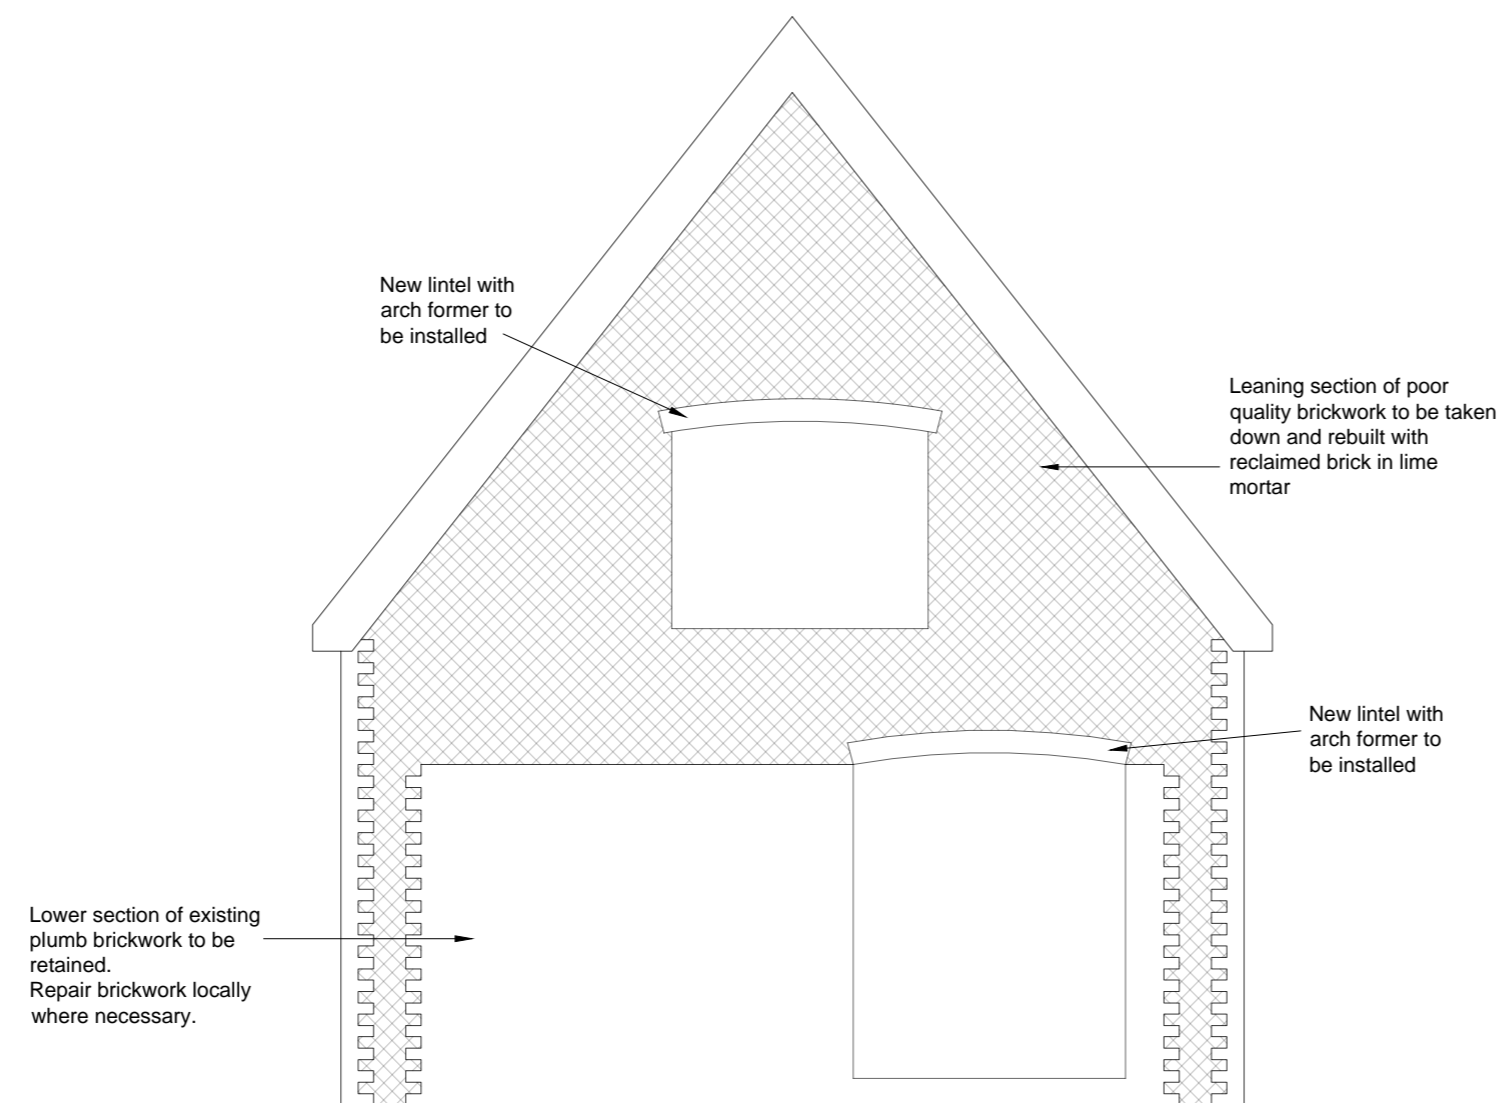 New lintel with
arch former to
be installed
Leaning section of poor
quality brickwork to be taken
down and rebuilt with
reclaimed brick in lime
mortar
New lintel with
arch former to
be installed
Lower section of existing
plumb brickwork to be
retained.
Repair brickwork locally
where necessary.